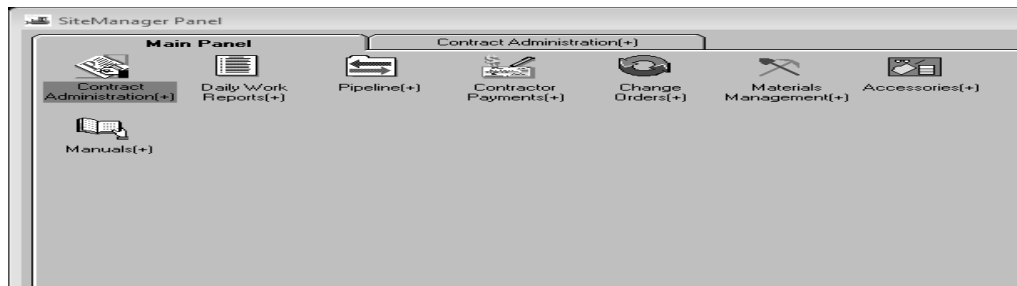 SiteManager Panel
Main Panel
Contract Administration(+)
Contract
Administration(+)
Daily Work
Reports(+)
Pipeline(+)
Contractor
Payments(+)
Change
Orders(+)
Materials
Management(+)
Accessories(+)
Manuals(+)